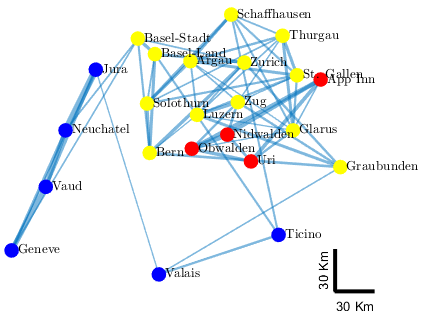 Schaffhausen
Basel-Stadt
Thurgau
Basel-Land
Argau
Zurich
Jura
St. Gallen
App Inn
Solothurn
Zug
Luzern
Neuchatel
Nidwalden
Glarus
Bern
Obwalden
Uri
Graubunden
Vaud
Ticino
Geneve
Valais
30 Km
30 Km